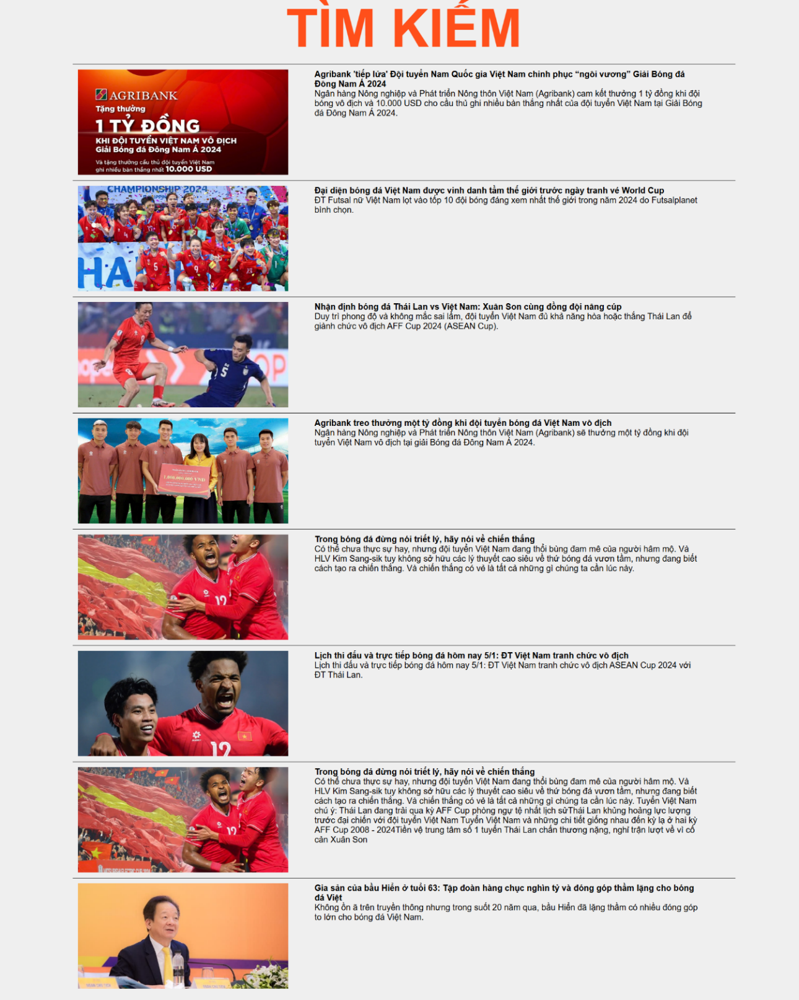 TÌM KIẾM
AGRIBANK
Tặng thưởng
1 TỶ ĐỒNG
KHI ĐỘI TUYỂN VIỆT NAM VÔ ĐỊCH
Giải Bóng đá Đông Nam Á 2024
Và tặng thưởng cầu thủ đội tuyển Việt Nam
ghi nhiều bàn thắng nhất 10.000 USD
Agribank 'tiếp lửa' Đội tuyển Nam Quốc gia Việt Nam chinh phục “ngôi vương” Giải Bóng đá
Đông Nam Á 2024
Ngân hàng Nông nghiệp và Phát triển Nông thôn Việt Nam (Agribank) cam kết thưởng 1 tỷ đồng khi đội
bóng vô địch và 10.000 USD cho cầu thủ ghi nhiều bàn thắng nhất của đội tuyển Việt Nam tại Giải Bóng
đá Đông Nam Á 2024.
CHAMPIONSHIP 2024
HA
4
5
9
Đại diện bóng đá Việt Nam được vinh danh tầm thế giới trước ngày tranh vé World Cup
ĐT Futsal nữ Việt Nam lọt vào tốp 10 đội bóng đáng xem nhất thế giới trong năm 2024 do Futsalplanet
bình chọn.
8
5
OP
Nhận định bóng đá Thái Lan vs Việt Nam: Xuân Son cùng đồng đội nâng cúp
Duy trì phong độ và không mắc sai lầm, đội tuyển Việt Nam đủ khả năng hòa hoặc thắng Thái Lan để
giành chức vô địch AFF Cup 2024 (ASEAN Cup).
1.000.000.000 VND
Agribank treo thưởng một tỷ đồng khi đội tuyển bóng đá Việt Nam vô địch
Ngân hàng Nông nghiệp và Phát triển Nông thôn Việt Nam (Agribank) sẽ thưởng một tỷ đồng khi đội
tuyển Việt Nam vô địch tại giải Bóng đá Đông Nam Á 2024.
12
Trong bóng đá đừng nói triết lý, hãy nói về chiến thắng
Có thể chưa thực sự hay, nhưng đội tuyển Việt Nam đang thổi bùng đam mê của người hâm mộ. Và
HLV Kim Sang-sik tuy không sở hữu các lý thuyết cao siêu về thứ bóng đá vươn tầm, nhưng đang biết
cách tạo ra chiến thắng. Và chiến thắng có vẻ là tất cả những gì chúng ta cần lúc này.
12
Lịch thi đấu và trực tiếp bóng đá hôm nay 5/1: ĐT Việt Nam tranh chức vô địch
Lịch thi đấu và trực tiếp bóng đá hôm nay 5/1: ĐT Việt Nam tranh chức vô địch ASEAN Cup 2024 với
ĐT Thái Lan.
12
Trong bóng đá đừng nói triết lý, hãy nói về chiến thắng
Có thể chưa thực sự hay, nhưng đội tuyển Việt Nam đang thổi bùng đam mê của người hâm mộ. Và
HLV Kim Sang-sik tuy không sở hữu các lý thuyết cao siêu về thứ bóng đá vươn tầm, nhưng đang biết
cách tạo ra chiến thắng. Và chiến thắng có vẻ là tất cả những gì chúng ta cần lúc này. Tuyển Việt Nam
chú ý: Thái Lan đang trải qua kỳ AFF Cup phòng ngự tệ nhất lịch sửThái Lan khủng hoảng lực lượng
trước đại chiến với đội tuyển Việt Nam Tuyển Việt Nam và những chi tiết giống nhau đến kỳ lạ ở hai kỳ
AFF Cup 2008 - 2024Tiền vệ trung tâm số 1 tuyển Thái Lan chấn thương nặng, nghỉ trận lượt về vì cố
cản Xuân Son
Gia sản của bầu Hiển ở tuổi 63: Tập đoàn hàng chục nghìn tỷ và đóng góp thầm lặng cho bóng
đá Việt
Không ồn ã trên truyền thông nhưng trong suốt 20 năm qua, bầu Hiển đã lặng thầm có nhiều đóng góp
to lớn cho bóng đá Việt Nam.